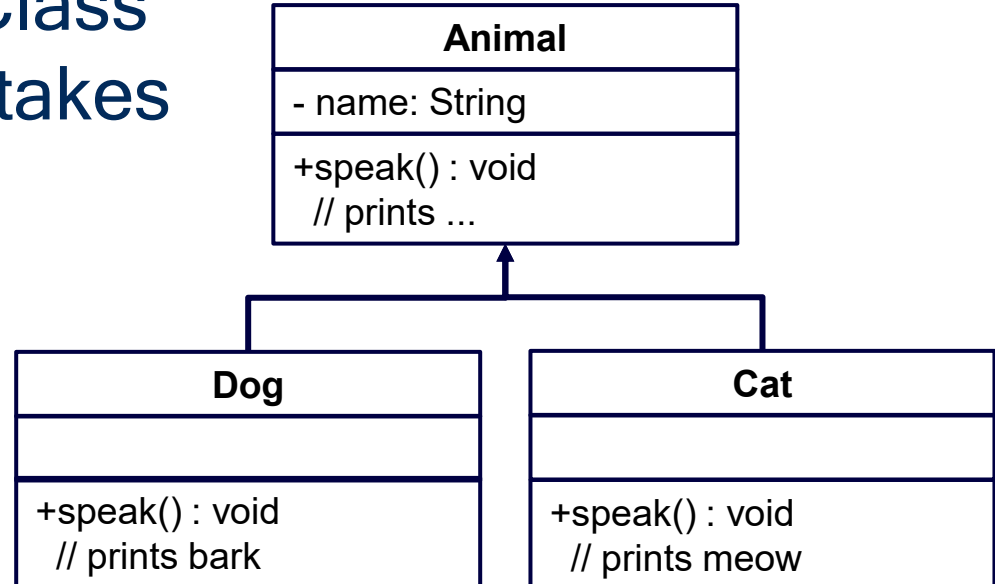 Class
takes
Animal
- name: String
+speak() : void
// prints ...
Dog
+speak() : void
// prints bark
Cat
+speak() : void
// prints meow